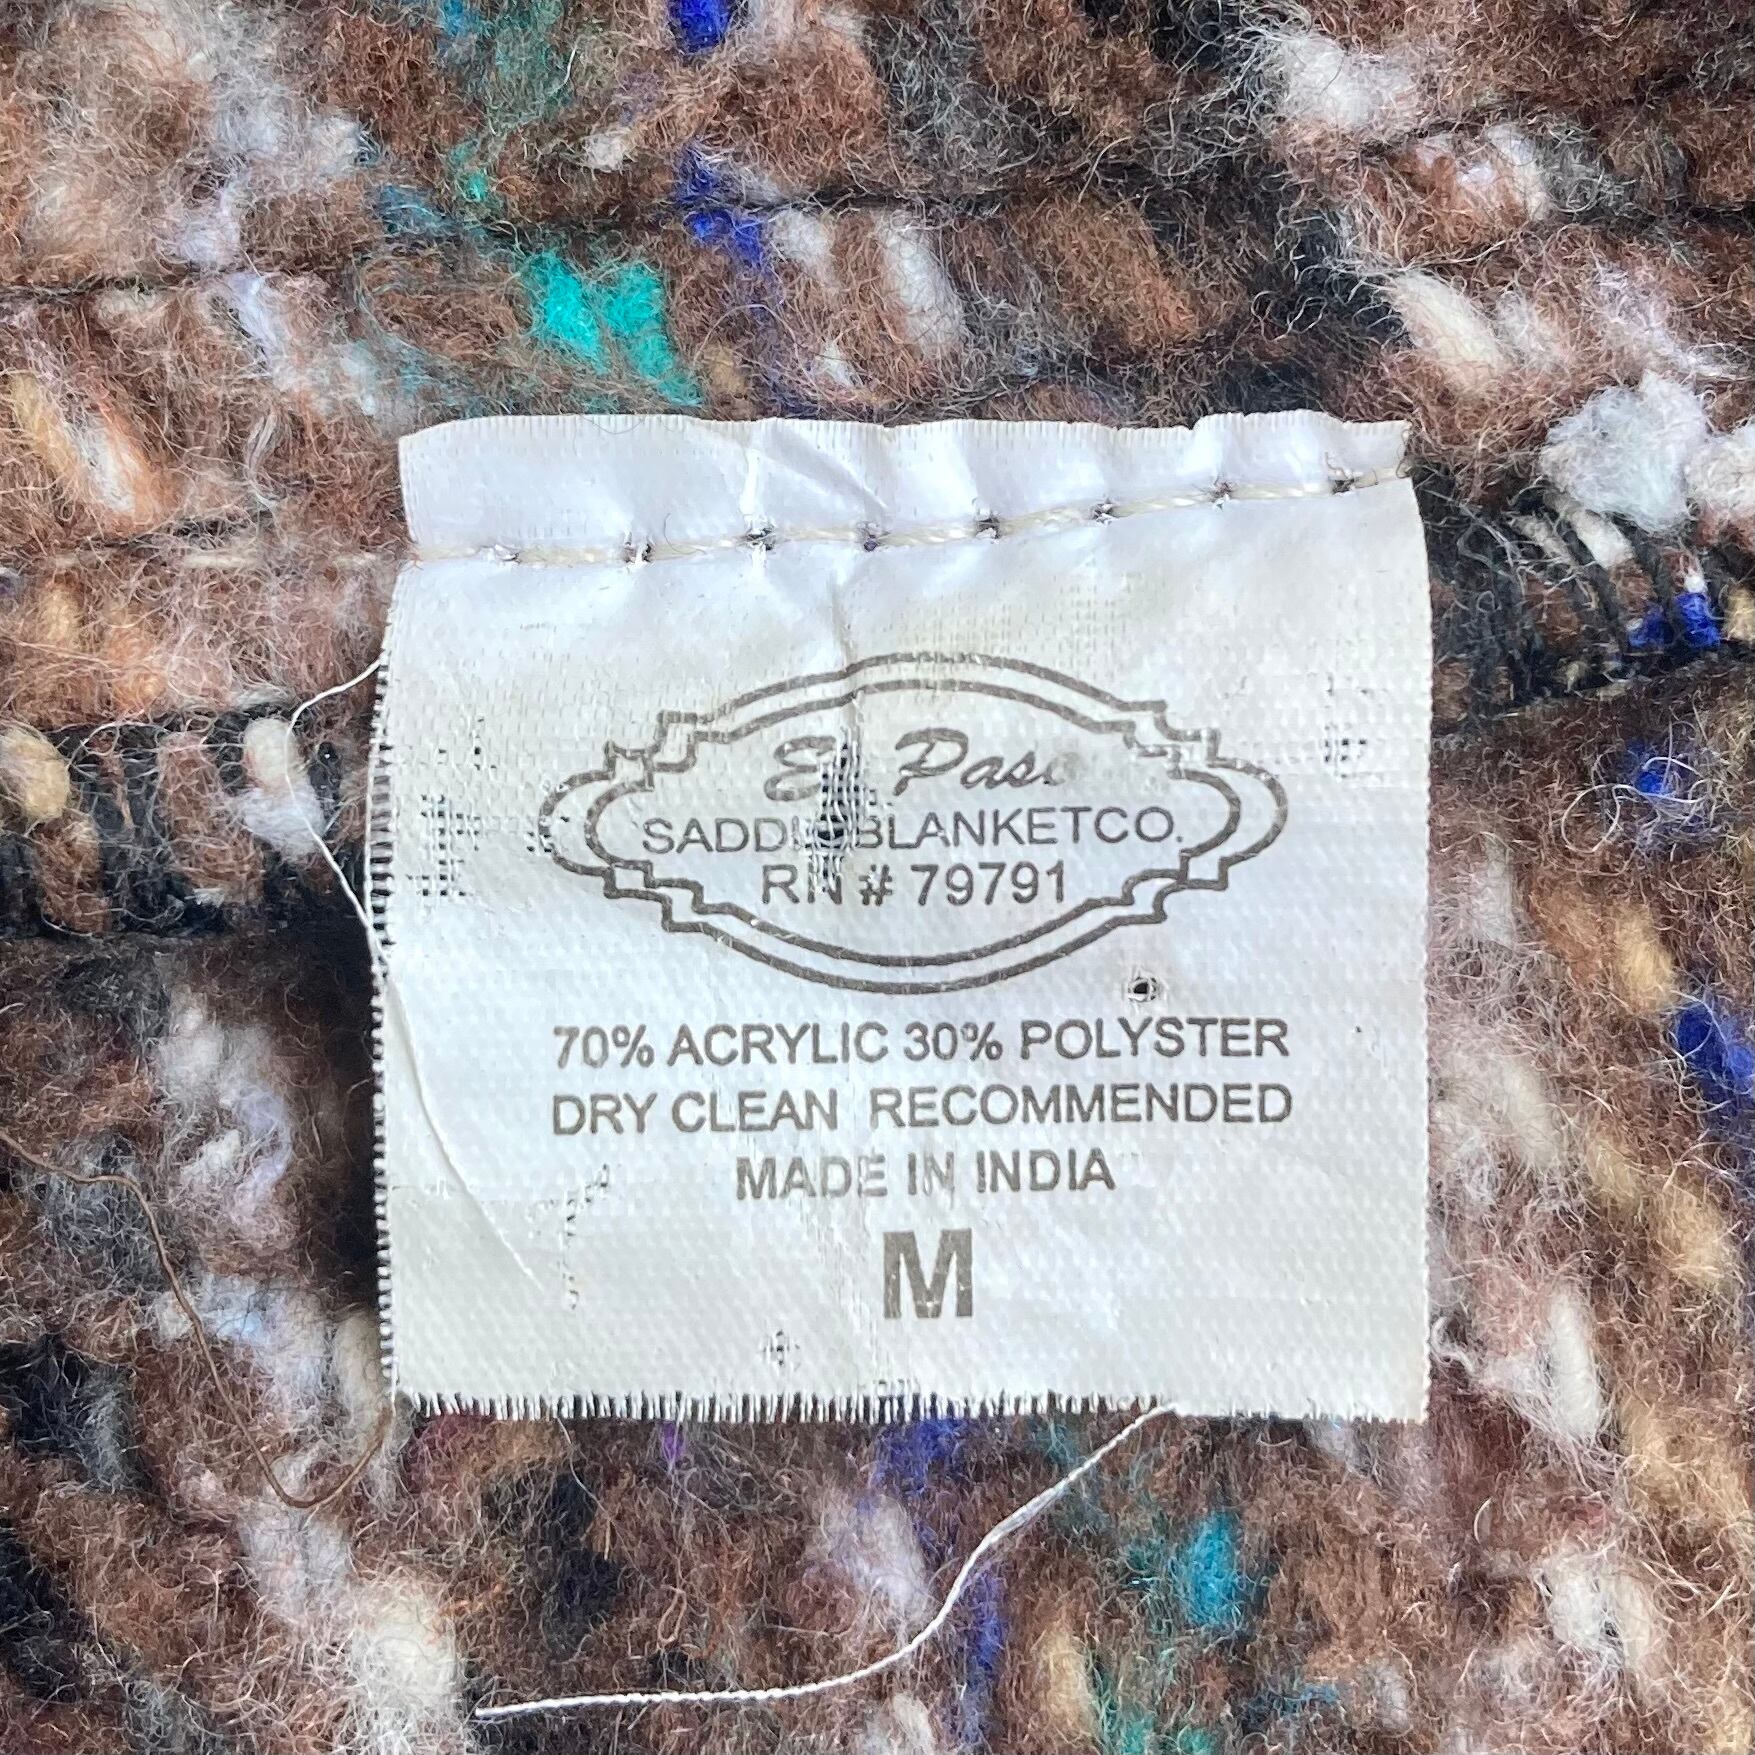 El Paso
SADDLEBLANKETCO.
RN # 79791
70% ACRYLIC 30% POLYSTER
DRY CLEAN RECOMMENDED
MADE IN INDIA
M